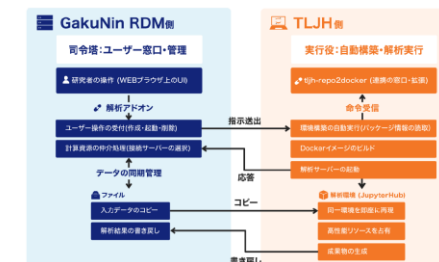 GakuNin RDM側
司令塔：ユーザー窓口・管理
研究者の操作 (WEBブラウザ上のUI)
解析アドオン
ユーザー操作の受付(作成・起動・削除)
計算資源の仲介処理(接続サーバーの選択)
データの同期管理
ファイル
入力データのコピー
解析結果の書き戻し
指示送出
応答
コピー
書き戻し
TLJH側
実行役：自動構築・解析実行
tljh-repo2docker (連携の窓口・拡張)
命令受信
環境構築の自動実行(パッケージ情報の読取)
Dockerイメージのビルド
解析サーバーの起動
解析環境 (JupyterHub)
同一環境を即座に再現
高性能リソースを占有
成果物の生成